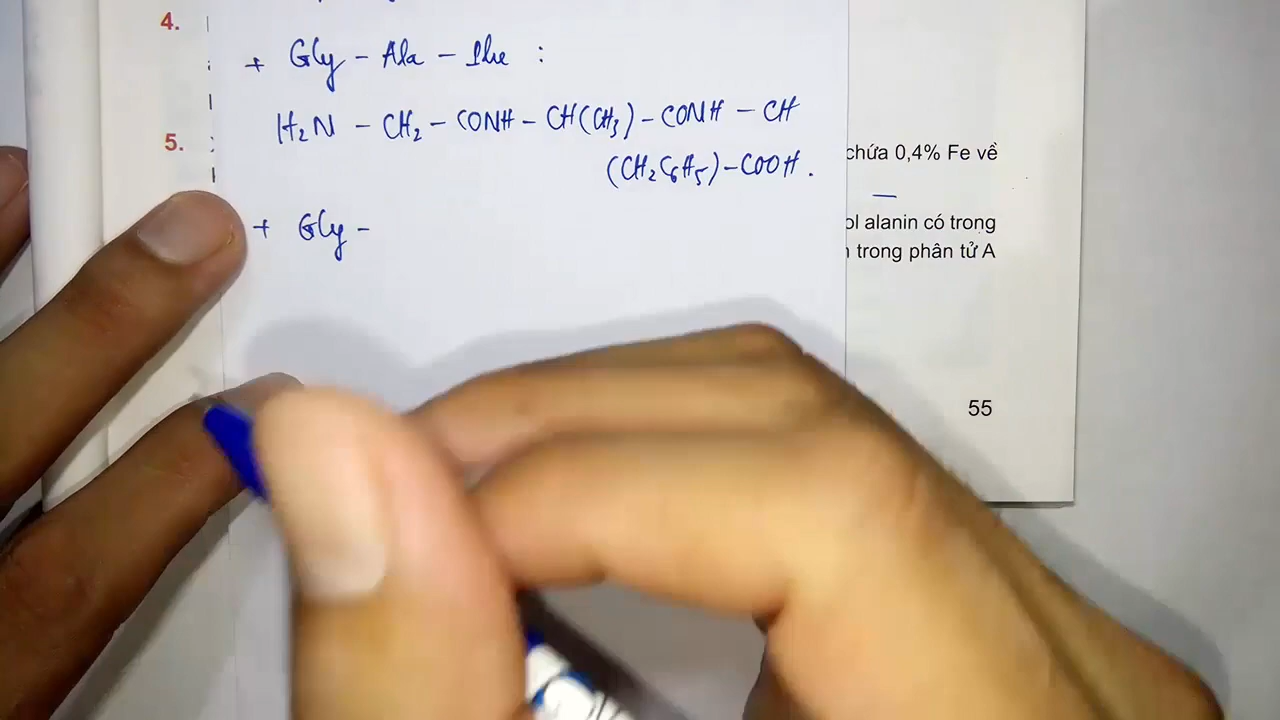 4.
+ Gly - Ala - Phe :
H₂N - CH₂ - CONH - CH(CH₃) - CONH - CH
(CH₂C₆H₅) - COOH.
5.
chứa 0,4% Fe về
+ Gly -
ol alanin có trong
trong phân tử A
55